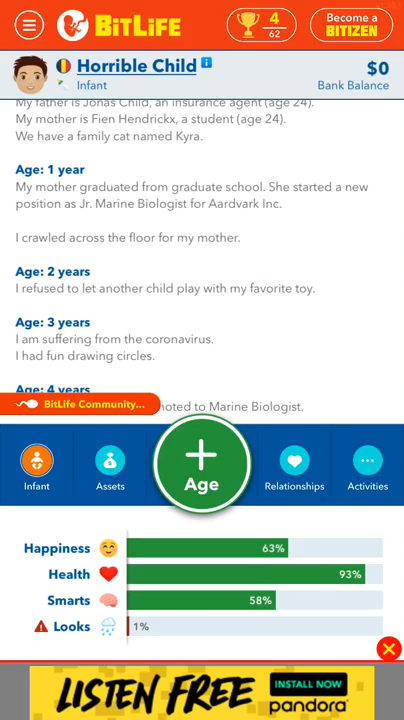 BITLIFE
4
62
Become a
BITIZEN
Horrible Child
Infant
$0
Bank Balance
My father is Jonas Child, an insurance agent (age 24).
My mother is Fien Hendrickx, a student (age 24).
We have a family cat named Kyra.
Age: 1 year
My mother graduated from graduate school. She started a new
position as Jr. Marine Biologist for Aardvark Inc.
I crawled across the floor for my mother.
Age: 2 years
I refused to let another child play with my favorite toy.
Age: 3 years
I am suffering from the coronavirus.
I had fun drawing circles.
Age: 4 years
BitLife Community...
moted to Marine Biologist.
Infant
Assets
Age
Relationships
Activities
Happiness
63%
Health
93%
Smarts
58%
Looks
1%
LISTEN FREE
INSTALL NOW
pandora